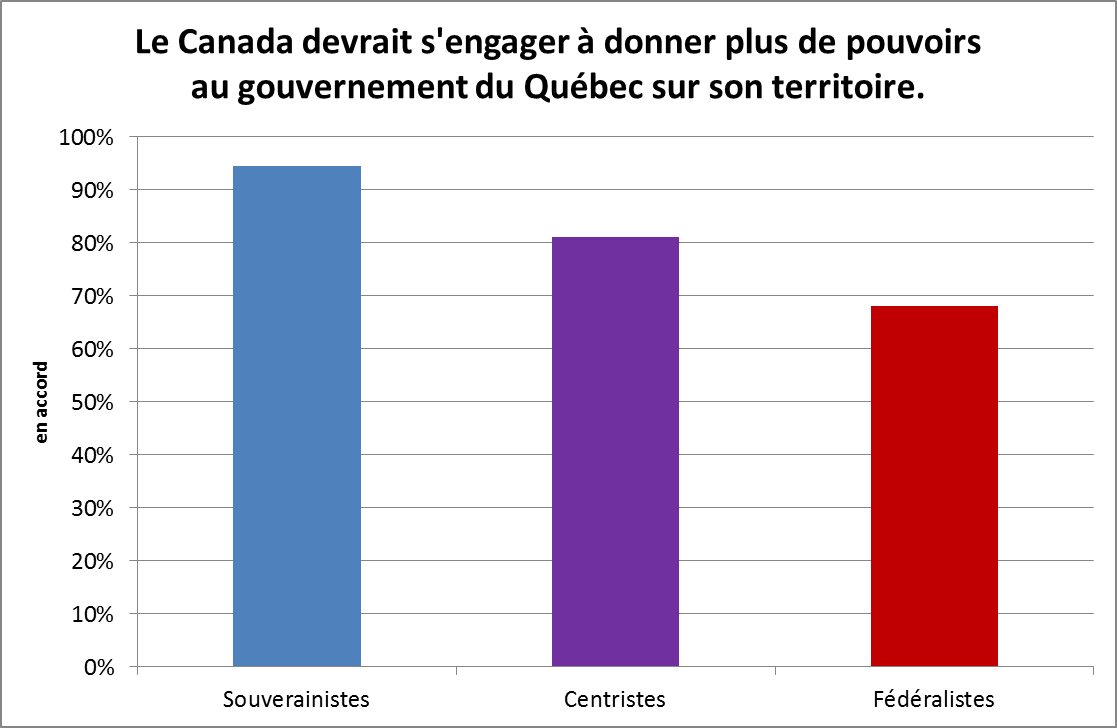 Le Canada devrait s'engager à donner plus de pouvoirs
au gouvernement du Québec sur son territoire.
100%
90%
80%
70%
60%
50%
40%
30%
20%
10%
0%
en accord
Souverainistes
Centristes
Fédéralistes